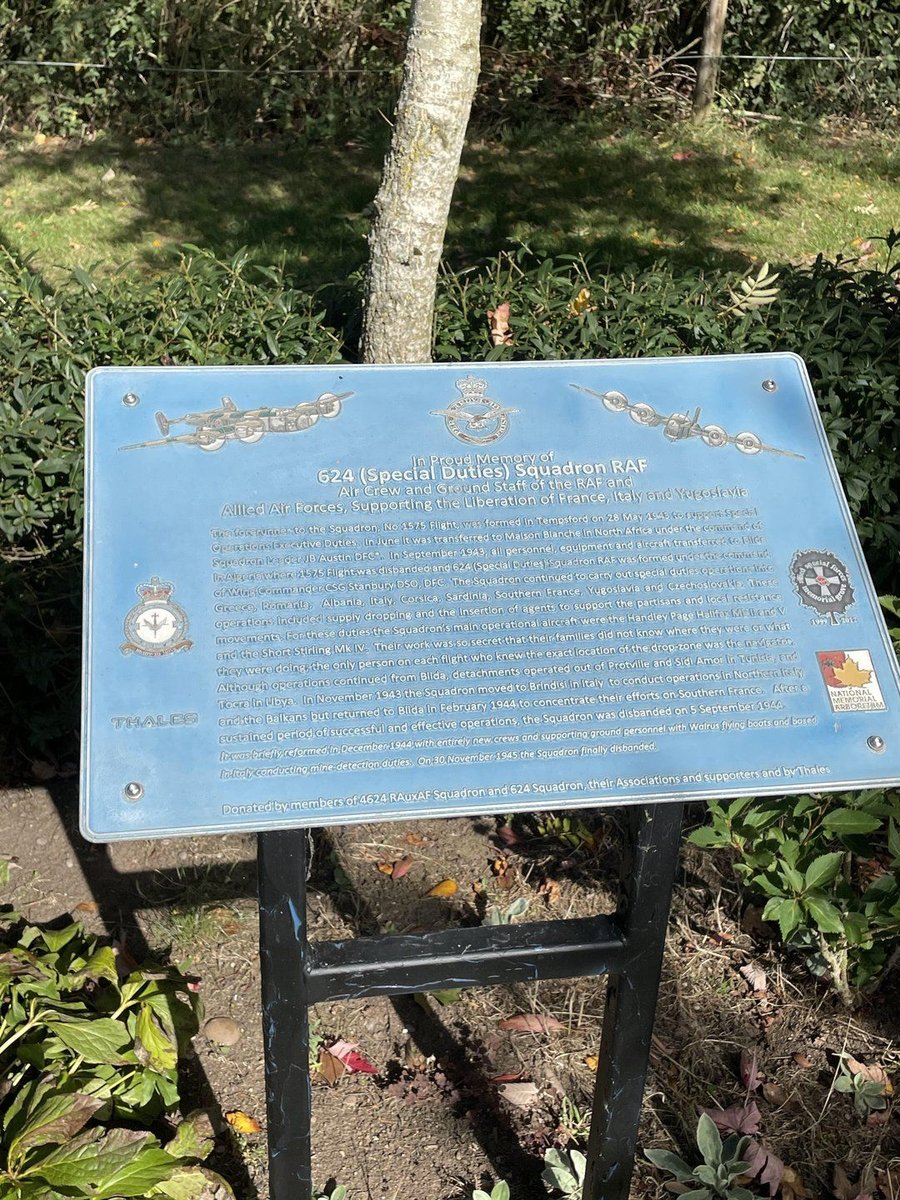 In Proud Memory of
624 (Special Duties) Squadron RAF
Air Crew and Ground Staff of the RAF and
Allied Air Forces, Supporting the Liberation of France, Italy and Yugoslavia
The forerunner to the Squadron, No 1575 Flight, was formed in Tempsford on 28 May 1943 to support Special
Operations Executive Duties. In June it was transferred to Maison Blanche in North Africa under the command of
Squadron Leader JB Austin DFC*. In September 1943, all personnel, equipment and aircraft transferred to Blida
in Algeria where 1575 Flight was disbanded and 624 (Special Duties) Squadron RAF was formed under the command
of Wing Commander CSG Stanbury DSO, DFC. The Squadron continued to carry out special duties operations into
Greece, Romania, Albania, Italy, Corsica, Sardinia, Southern France, Yugoslavia and Czechoslovakia. These
operations included supply dropping and the insertion of agents to support the partisans and local resistance
movements. For these duties the Squadron's main operational aircraft were the Handley Page Halifax Mk II and V
and the Short Stirling Mk IV. Their work was so secret that their families did not know where they were or what
they were doing; the only person on each flight who knew the exact location of the drop-zone was the navigator.
Although operations continued from Blida, detachments operated out of Protville and Sidi Amor in Tunisia, and
Tocra in Libya. In November 1943 the Squadron moved to Brindisi in Italy to conduct operations in Northern Italy
and the Balkans but returned to Blida in February 1944 to concentrate their efforts on Southern France. After a
sustained period, of successful and effective operations, the Squadron was disbanded on 5 September 1944.
It was briefly reformed, in December 1944 with entirely new crews and supporting ground personnel with Walrus flying boats and based
in Italy conducting mine-detection duties. On 30 November 1945 the Squadron finally disbanded.
Donated by members of 4624 RAuxAF Squadron and 624 Squadron, their Associations and supporters and by Thales
THALES
1999 2012
NATIONAL
MEMORIAL
ARBORETUM